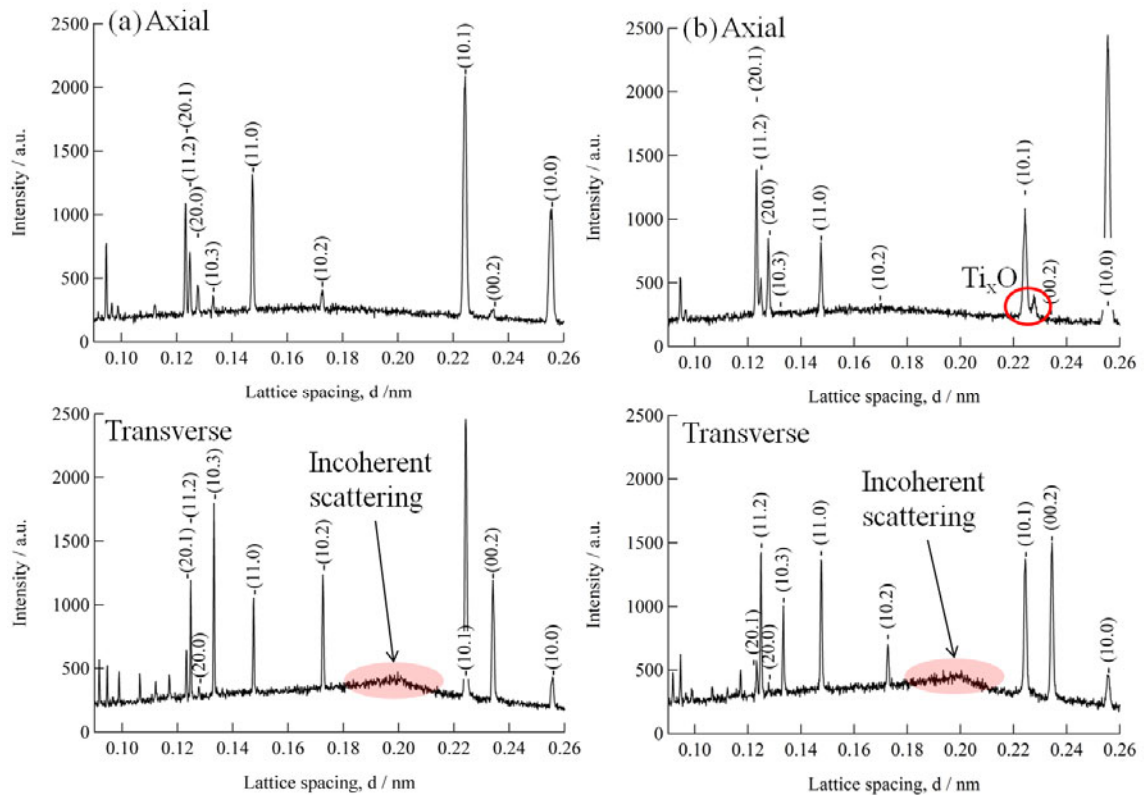 (a) Axial
2500
2000
1500
1000
500
0
Intensity / a.u.
(20.1)
(11.2)
(20.0)
(10.3)
(11.0)
(10.2)
(10.1)
(00.2)
(10.0)
0.10 0.12 0.14 0.16 0.18 0.20 0.22 0.24 0.26
Lattice spacing, d /nm
(b) Axial
2500
2000
1500
1000
500
0
Intensity / a.u.
(20.1)
(11.2)
(20.0)
(10.3)
(11.0)
(10.2)
(10.1)
TiₓO
(00.2)
(10.0)
0.10 0.12 0.14 0.16 0.18 0.20 0.22 0.24 0.26
Lattice spacing, d / nm
Transverse
2500
2000
1500
1000
500
0
Intensity / a.u.
(20.1)
(11.2)
(20.0)
(10.3)
(11.0)
(10.2)
Incoherent
scattering
(10.1)
(00.2)
(10.0)
0.10 0.12 0.14 0.16 0.18 0.20 0.22 0.24 0.26
Lattice spacing, d / nm
Transverse
2500
2000
1500
1000
500
0
Intensity / a.u.
(20.1)
(11.2)
(20.0)
(10.3)
(11.0)
(10.2)
Incoherent
scattering
(10.1)
(00.2)
(10.0)
0.10 0.12 0.14 0.16 0.18 0.20 0.22 0.24 0.26
Lattice spacing, d / nm